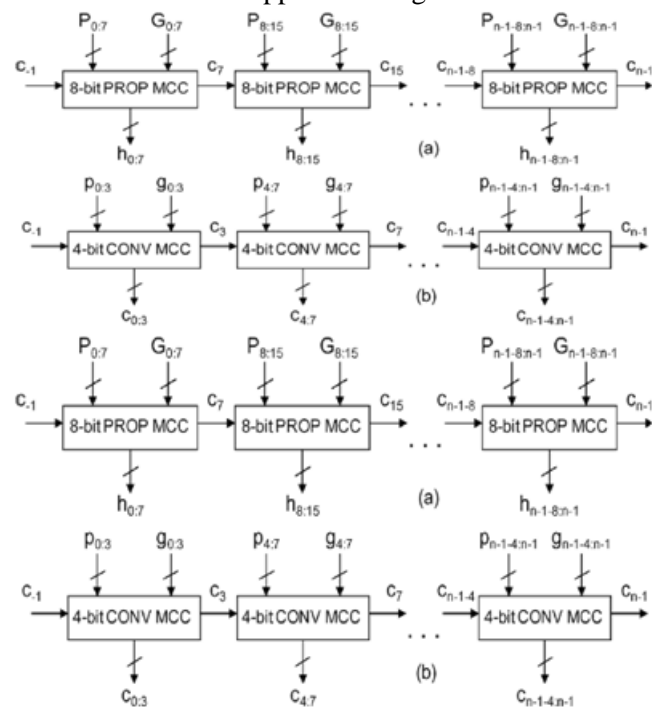 P0:7 G0:7 P8:15 G8:15 Pn-1-8:n-1 Gn-1-8:n-1
c-1 8-bit PROP MCC c7 8-bit PROP MCC c15 . . . cn-1-8 8-bit PROP MCC cn-1
h0:7 h8:15 (a) hn-1-8:n-1
p0:3 g0:3 p4:7 g4:7 pn-1-4:n-1 gn-1-4:n-1
c-1 4-bit CONV MCC c3 4-bit CONV MCC c7 . . . cn-1-4 4-bit CONV MCC cn-1
c0:3 c4:7 (b) cn-1-4:n-1
P0:7 G0:7 P8:15 G8:15 Pn-1-8:n-1 Gn-1-8:n-1
c-1 8-bit PROP MCC c7 8-bit PROP MCC c15 . . . cn-1-8 8-bit PROP MCC cn-1
h0:7 h8:15 (a) hn-1-8:n-1
p0:3 g0:3 p4:7 g4:7 pn-1-4:n-1 gn-1-4:n-1
c-1 4-bit CONV MCC c3 4-bit CONV MCC c7 . . . cn-1-4 4-bit CONV MCC cn-1
c0:3 c4:7 (b) cn-1-4:n-1